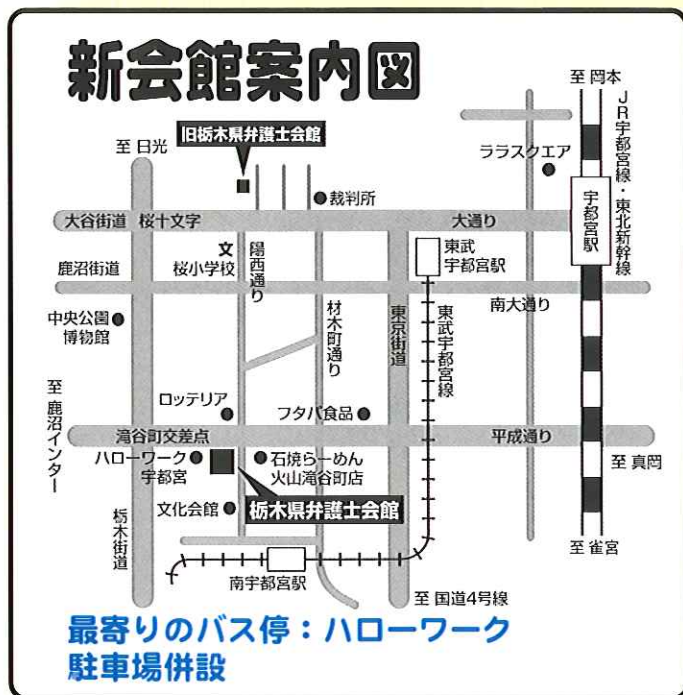 新会館案内図
至 岡本
JR宇都宮線・東北新幹線
旧栃木県弁護士会館
至 日光
ララスクエア
裁判所
宇都宮駅
大谷街道 桜十文字
大通り
文
桜小学校
陽西通り
東武
宇都宮駅
鹿沼街道
材木町通り
東京街道
東武宇都宮線
南大通り
中央公園
博物館
至 鹿沼インター
ロッテリア
フタバ食品
滝谷町交差点
平成通り
ハローワーク
宇都宮
石焼らーめん
火山滝谷町店
至 真岡
栃木県弁護士会館
文化会館
栃木街道
南宇都宮駅
至 雀宮
至 国道4号線
最寄りのバス停：ハローワーク
駐車場併設